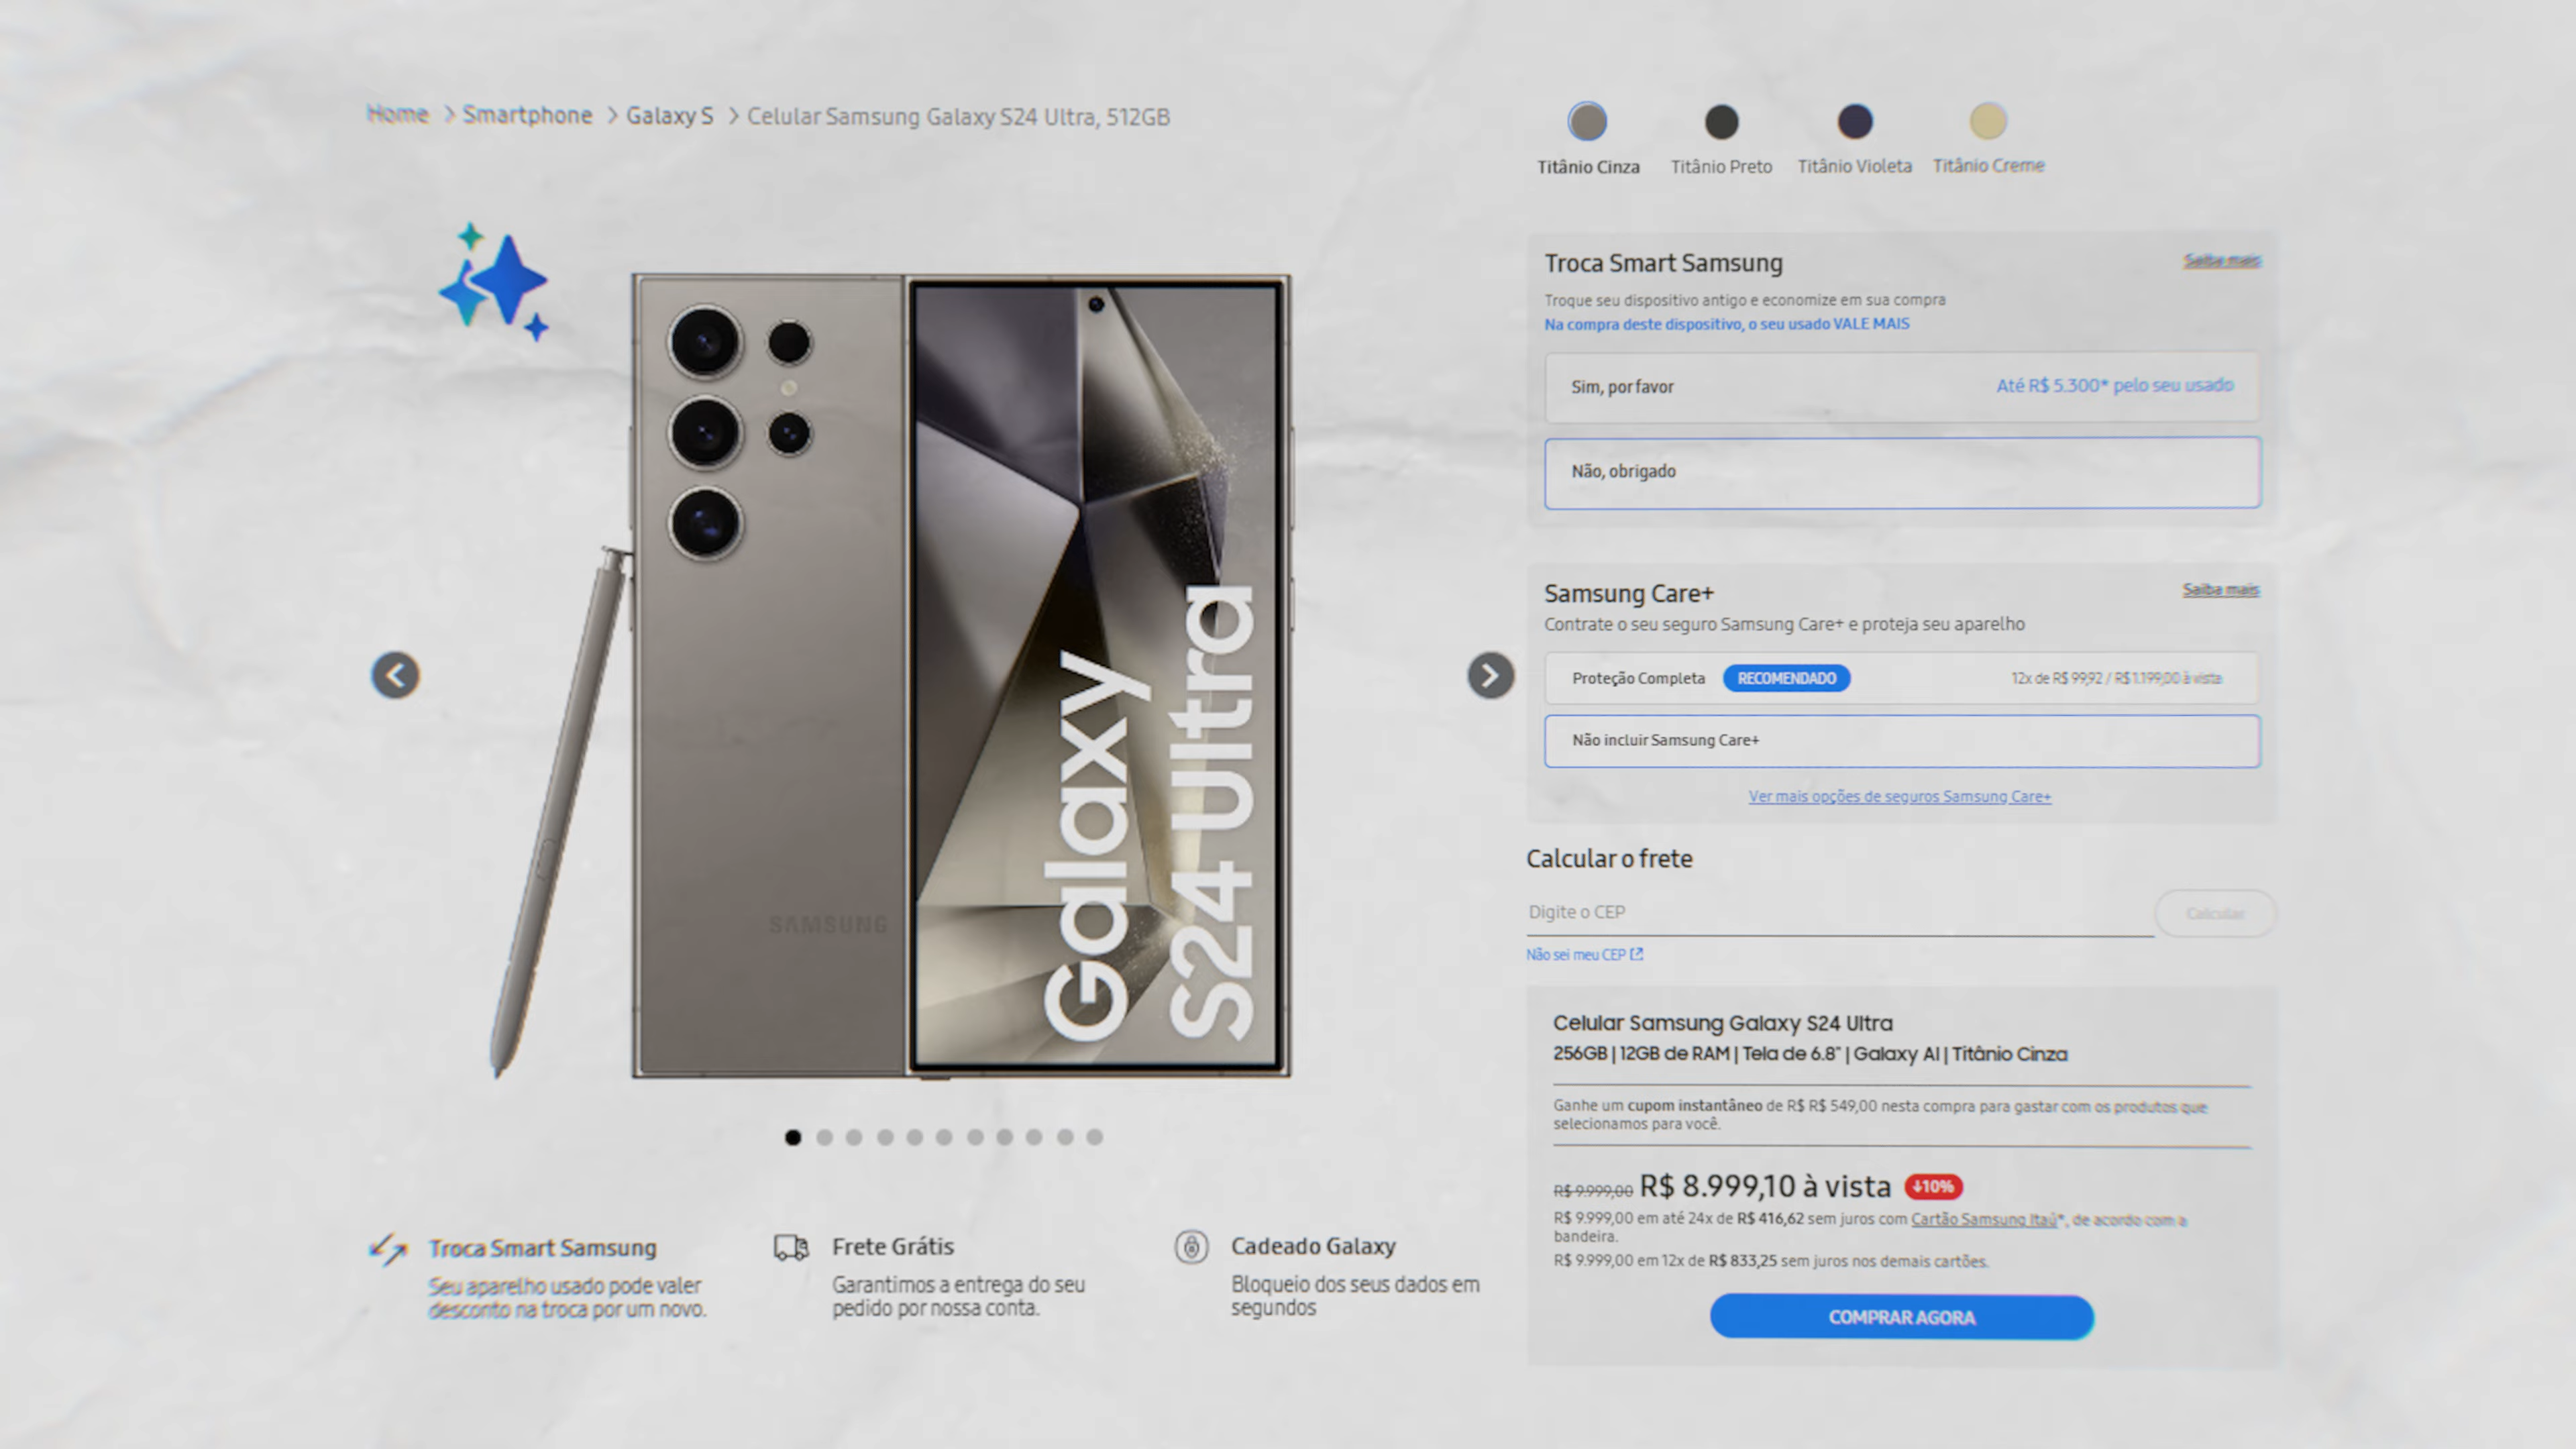 Home > Smartphone > Galaxy S > Celular Samsung Galaxy S24 Ultra, 512GB
SAMSUNG
Galaxy
S24 Ultra
Troca Smart Samsung
Seu aparelho usado pode valer
desconto na troca por um novo.
Frete Grátis
Garantimos a entrega do seu
pedido por nossa conta.
Cadeado Galaxy
Bloqueio dos seus dados em
segundos
Titânio Cinza Titânio Preto Titânio Violeta Titânio Creme
Troca Smart Samsung Saiba mais
Troque seu dispositivo antigo e economize em sua compra
Na compra deste dispositivo, o seu usado VALE MAIS
Sim, por favor Até R$ 5.300* pelo seu usado
Não, obrigado
Samsung Care+ Saiba mais
Contrate o seu seguro Samsung Care+ e proteja seu aparelho
Proteção Completa RECOMENDADO 12x de R$ 99,92 / R$ 1.199,00 à vista
Não incluir Samsung Care+
Ver mais opções de seguros Samsung Care+
Calcular o frete
Digite o CEP Calcular
Não sei meu CEP
Celular Samsung Galaxy S24 Ultra
256GB | 12GB de RAM | Tela de 6.8" | Galaxy AI | Titânio Cinza
Ganhe um cupom instantâneo de R$ R$ 549,00 nesta compra para gastar com os produtos que
selecionamos para você.
R$ 9.999,00 R$ 8.999,10 à vista ↓10%
R$ 9.999,00 em até 24x de R$ 416,62 sem juros com Cartão Samsung Itaú*, de acordo com a
bandeira.
R$ 9.999,00 em 12x de R$ 833,25 sem juros nos demais cartões.
COMPRAR AGORA